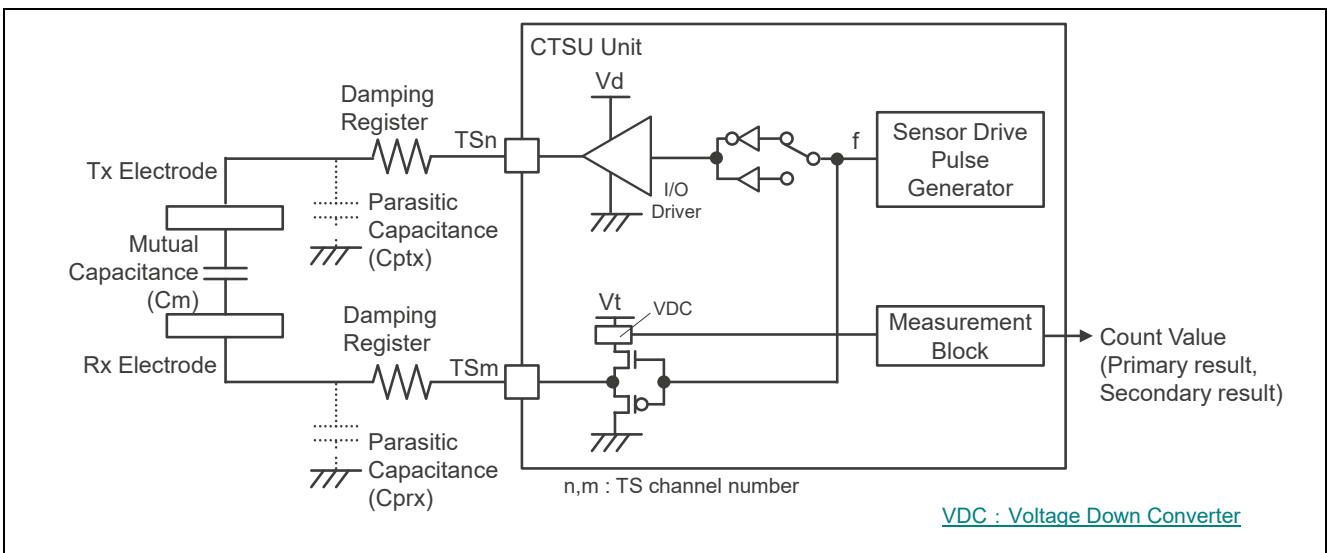 CTSU Unit
Vd
Damping
Register
TSn
f
Sensor Drive
Pulse
Generator
Tx Electrode
I/O
Driver
Parasitic
Capacitance
(Cptx)
Mutual
Capacitance
(Cm)
Damping
Register
Vt
VDC
Measurement
Block
Count Value
(Primary result,
Secondary result)
Rx Electrode
TSm
Parasitic
Capacitance
(Cprx)
n,m : TS channel number
VDC : Voltage Down Converter